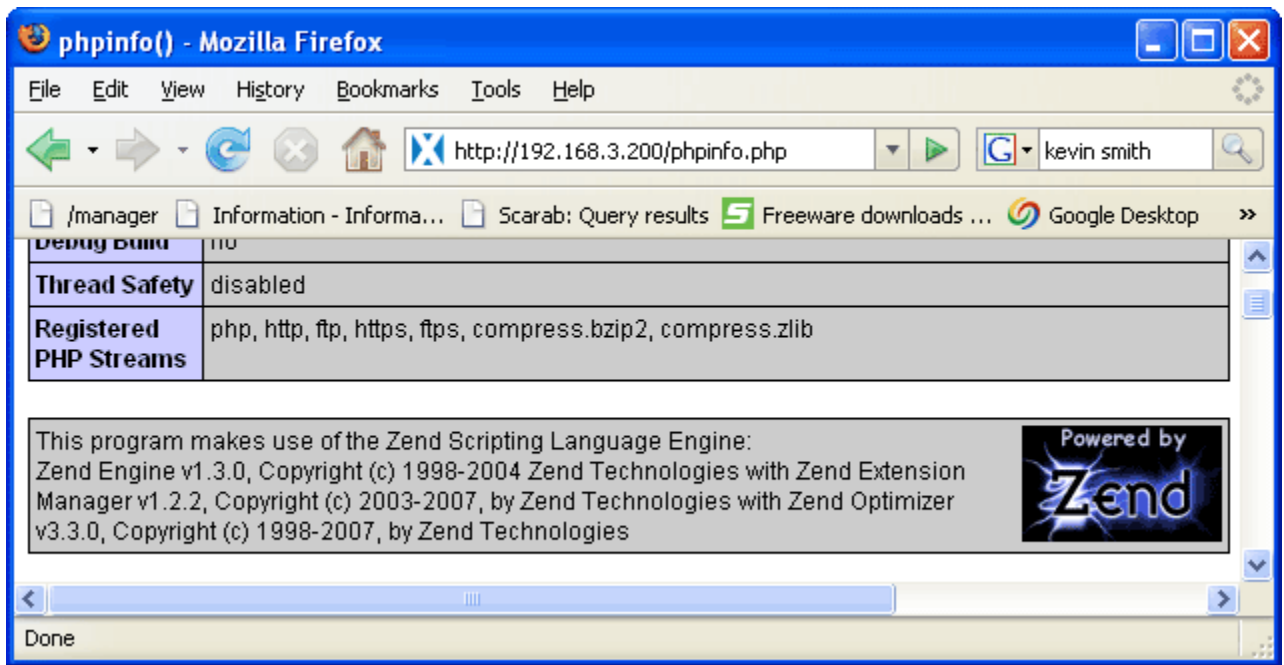 phpinfo() - Mozilla Firefox
File Edit View History Bookmarks Tools Help
http://192.168.3.200/phpinfo.php G kevin smith
/manager Information - Informa... Scarab: Query results S Freeware downloads ... Google Desktop »
Debug Build no
Thread Safety disabled
Registered php, http, ftp, https, ftps, compress.bzip2, compress.zlib
PHP Streams
This program makes use of the Zend Scripting Language Engine:
Zend Engine v1.3.0, Copyright (c) 1998-2004 Zend Technologies with Zend Extension
Manager v1.2.2, Copyright (c) 2003-2007, by Zend Technologies with Zend Optimizer
v3.3.0, Copyright (c) 1998-2007, by Zend Technologies
Powered by
Zend
Done